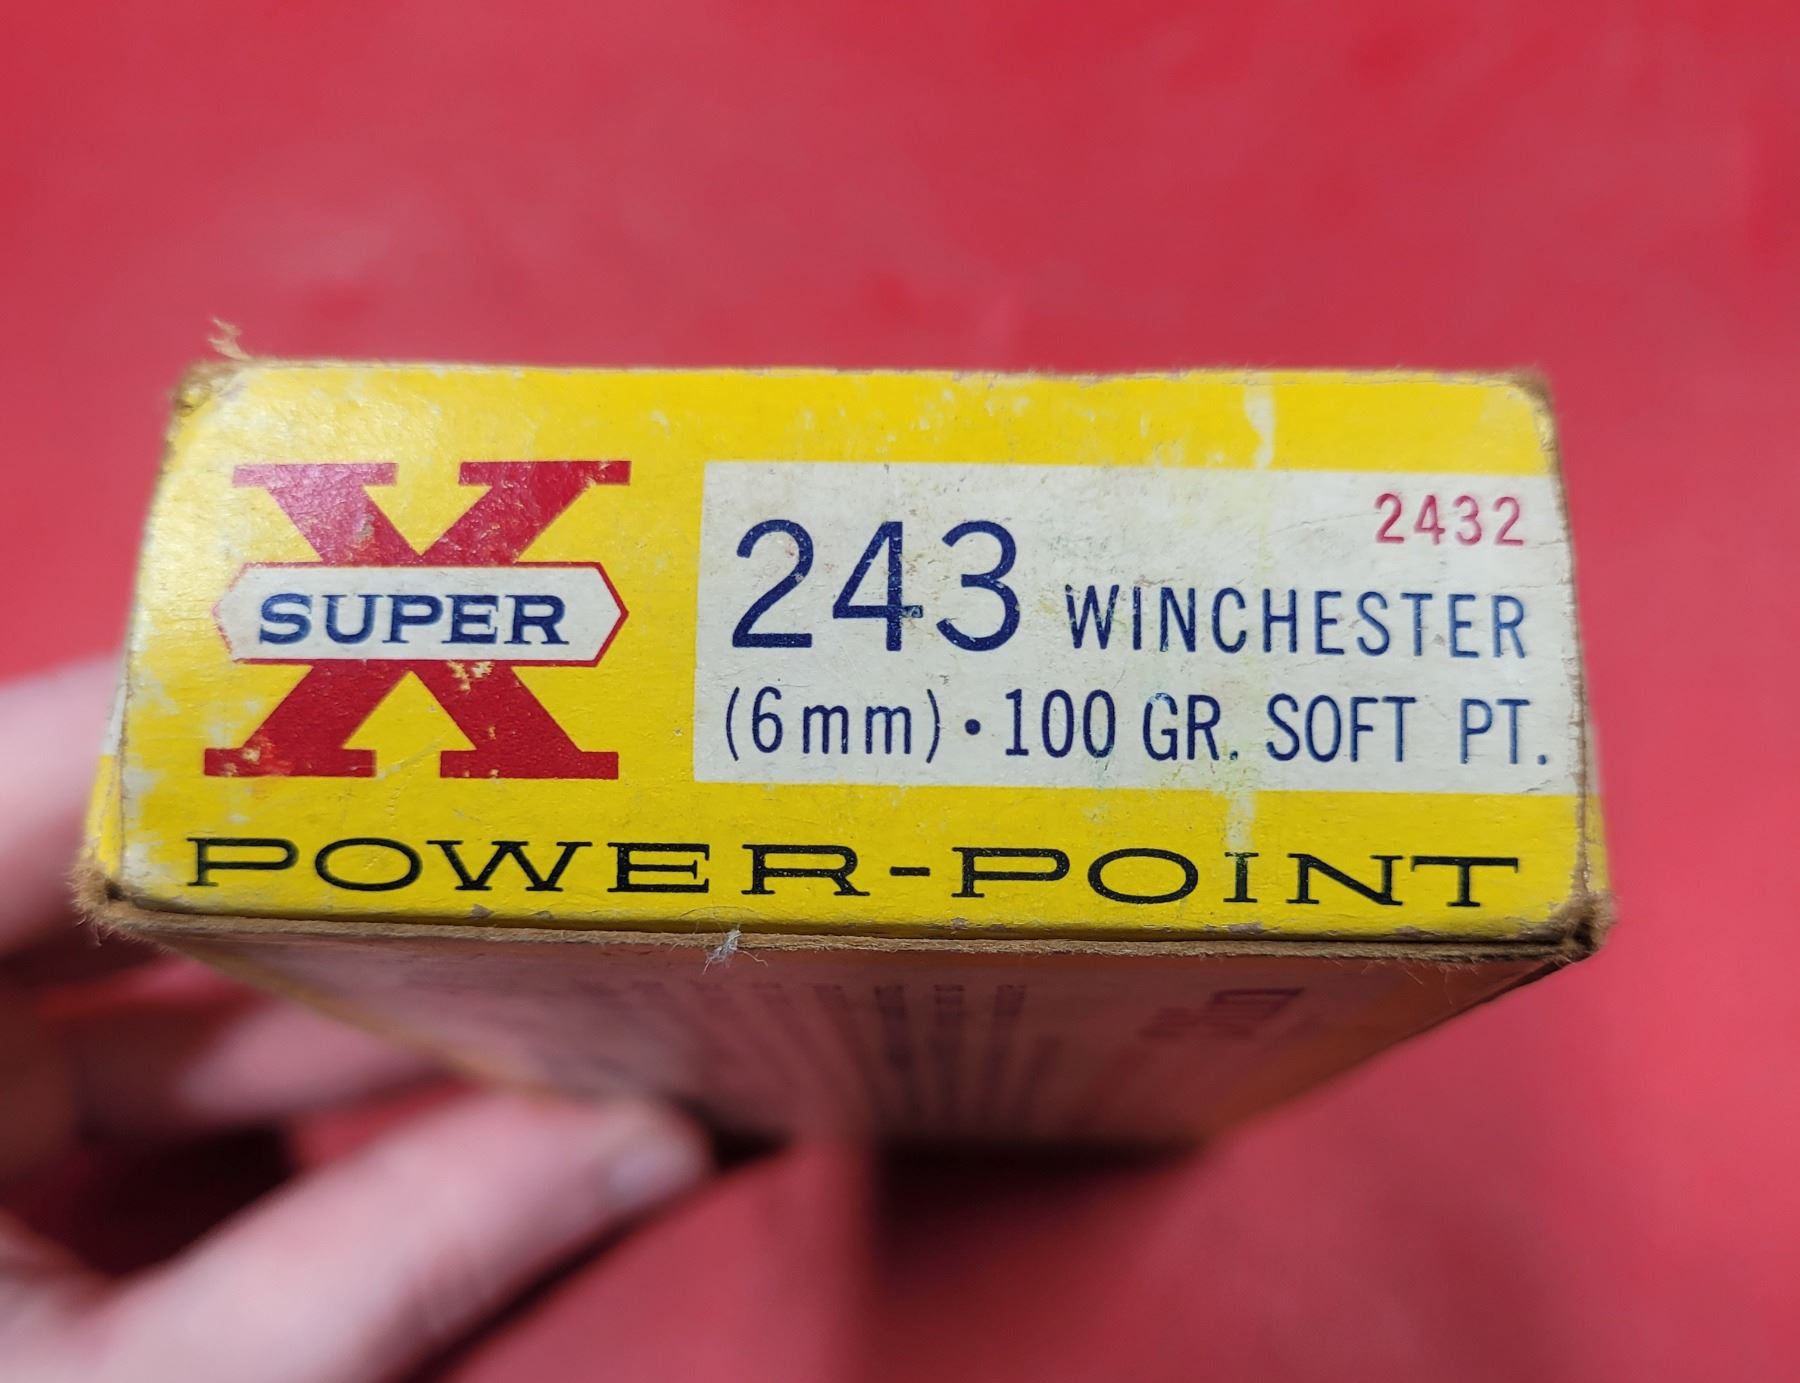 SUPER X
2432
243 WINCHESTER
(6mm)·100 GR. SOFT PT.
POWER-POINT